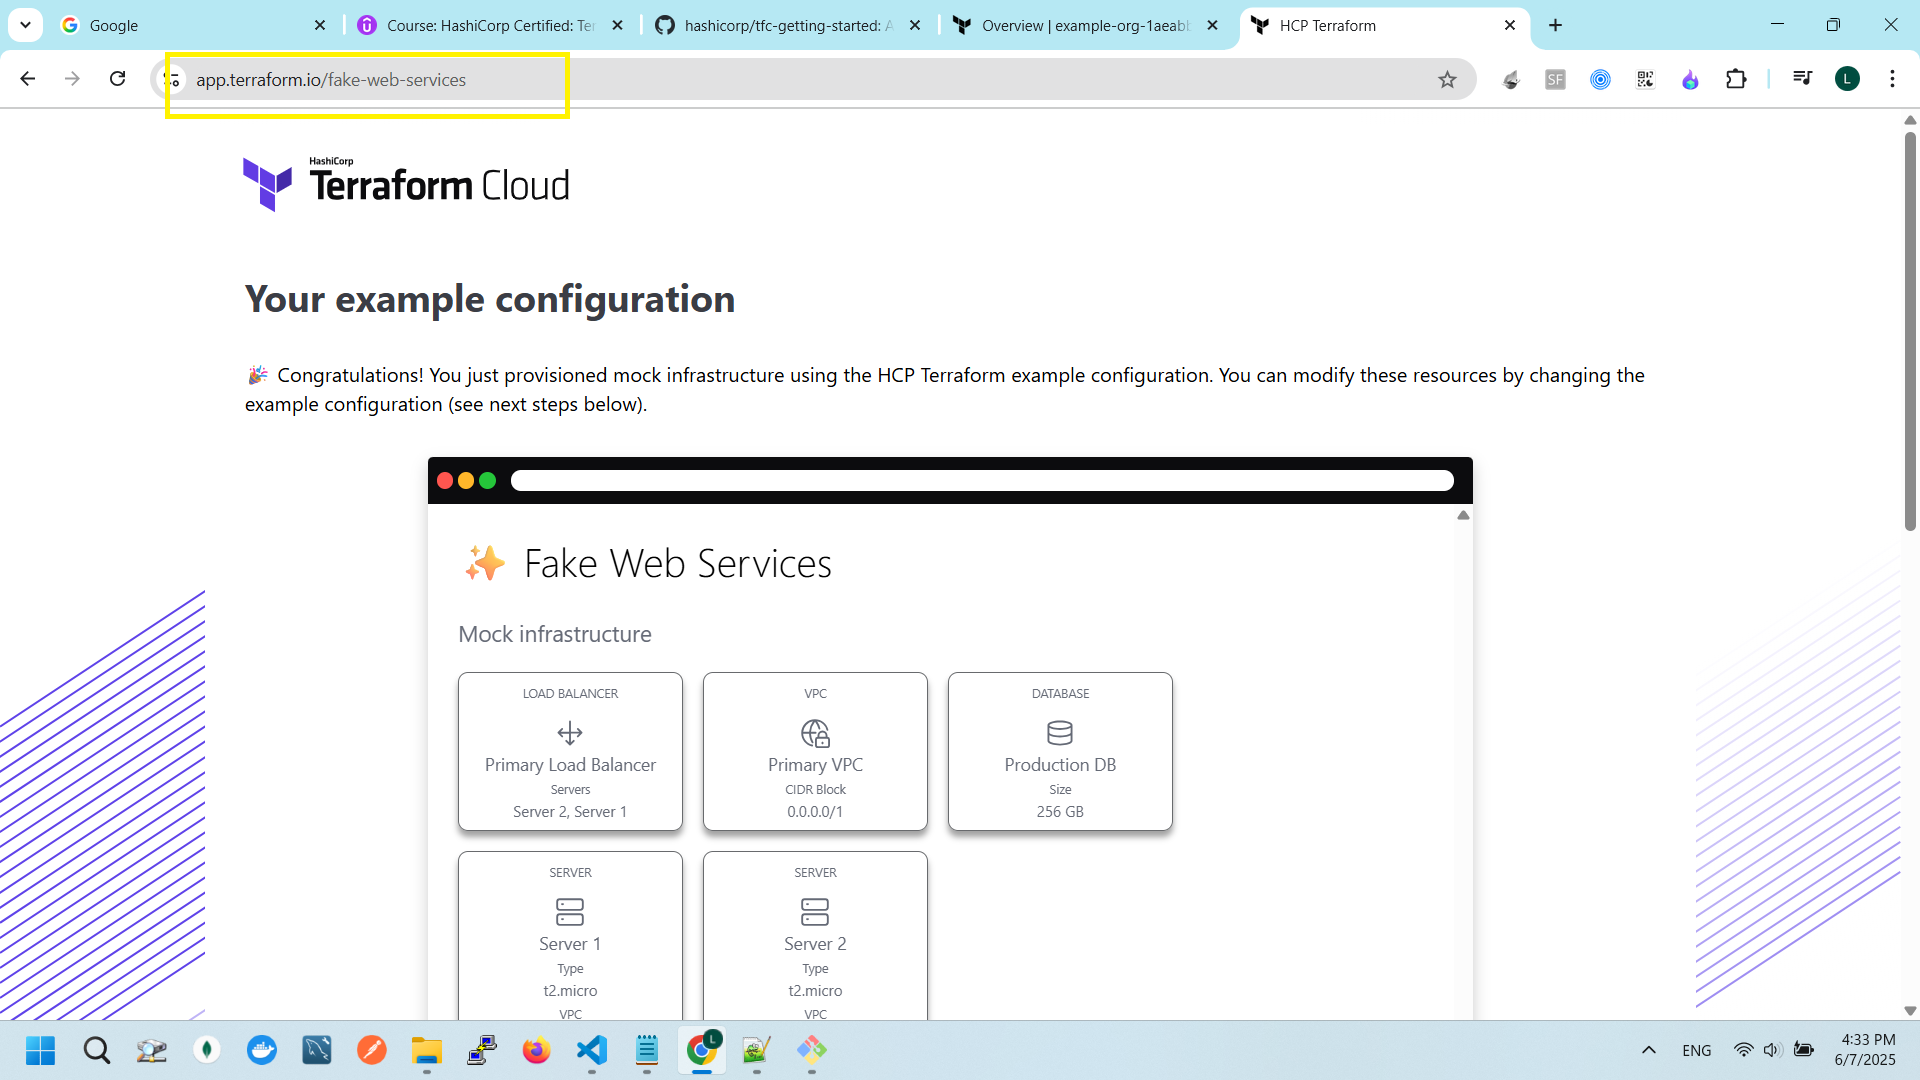 Google
Course: HashiCorp Certified: Ter
hashicorp/tfc-getting-started: A
Overview | example-org-1aeabb
HCP Terraform
app.terraform.io/fake-web-services
SF
L
HashiCorp
Terraform Cloud
Your example configuration
🎉 Congratulations! You just provisioned mock infrastructure using the HCP Terraform example configuration. You can modify these resources by changing the
example configuration (see next steps below).
✨ Fake Web Services
Mock infrastructure
LOAD BALANCER
Primary Load Balancer
Servers
Server 2, Server 1
VPC
Primary VPC
CIDR Block
0.0.0.0/1
DATABASE
Production DB
Size
256 GB
SERVER
Server 1
Type
t2.micro
VPC
SERVER
Server 2
Type
t2.micro
VPC
L
ENG
4:33 PM
6/7/2025